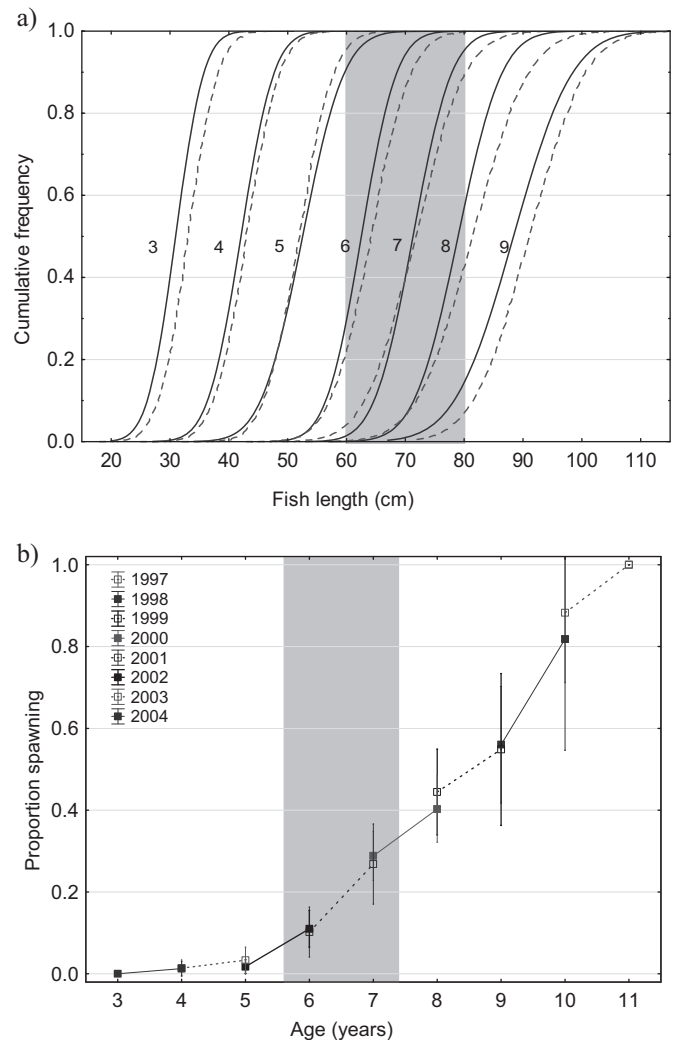 a)
1.0
0.8
0.6
0.4
0.2
0.0
Cumulative frequency
3 4 5 6 7 8 9
20 30 40 50 60 70 80 90 100 110
Fish length (cm)
b)
1.0
0.8
0.6
0.4
0.2
0.0
Proportion spawning
1997
1998
1999
2000
2001
2002
2003
2004
3 4 5 6 7 8 9 10 11
Age (years)